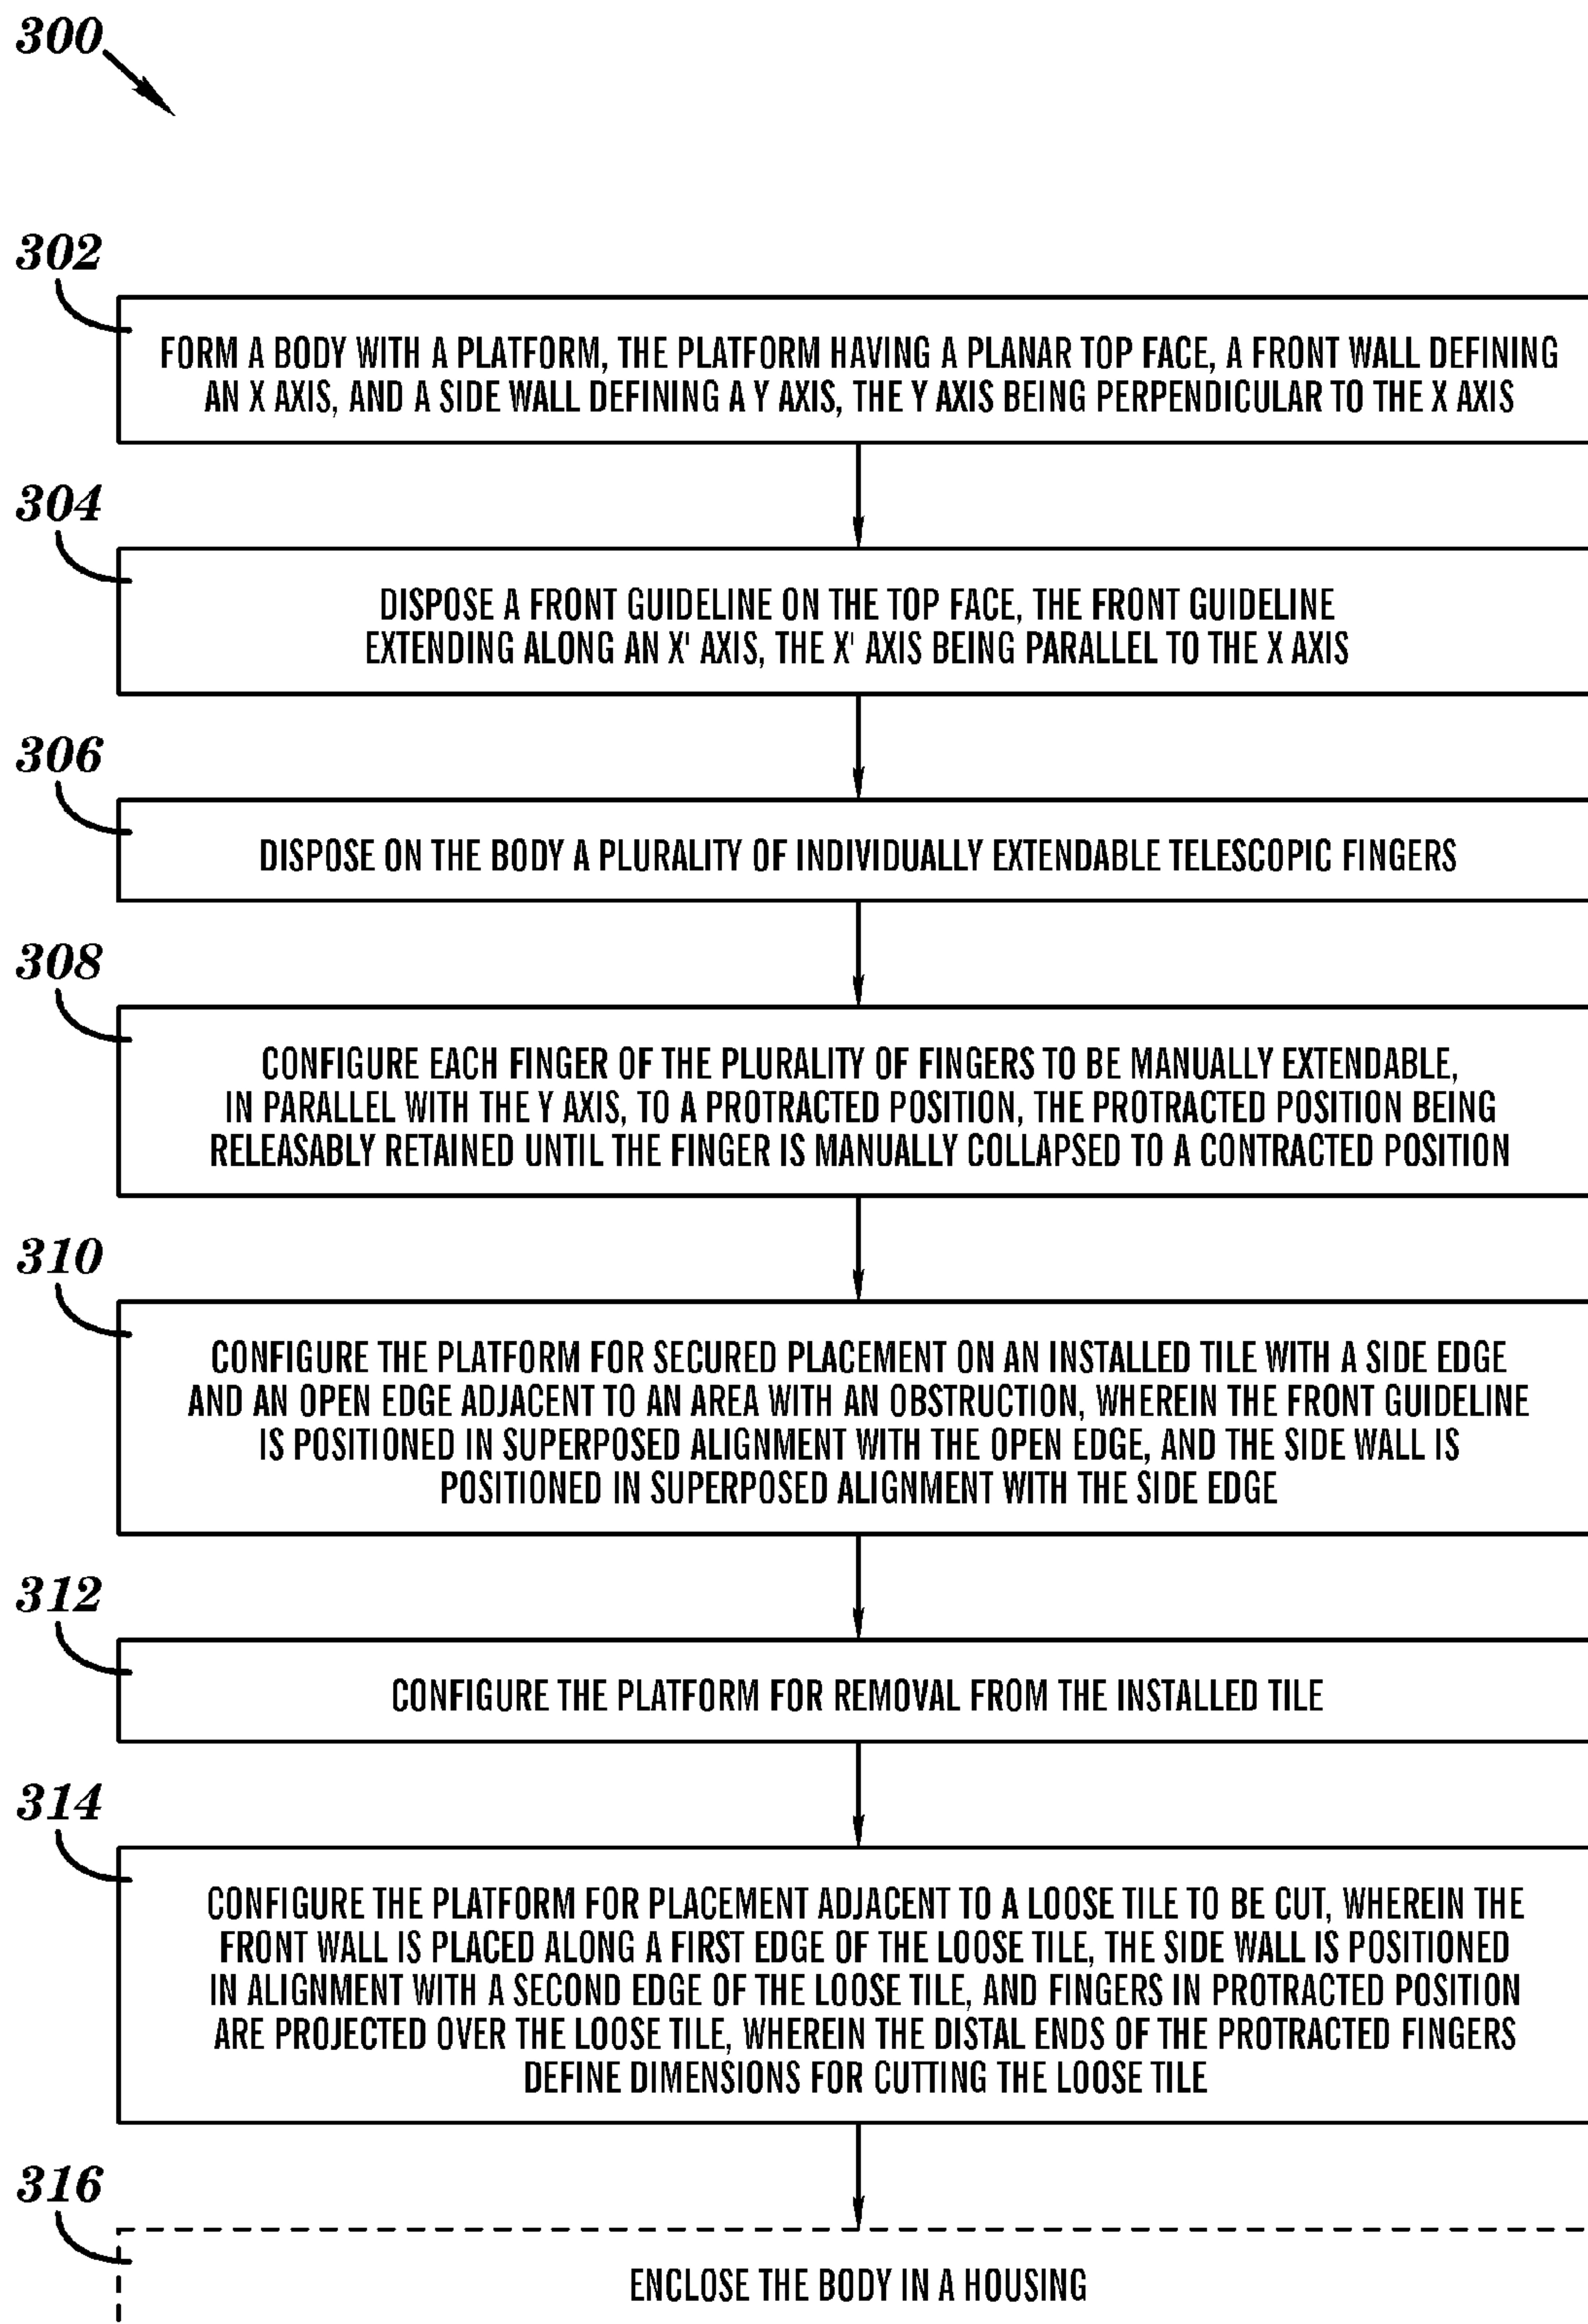 300
302
FORM A BODY WITH A PLATFORM, THE PLATFORM HAVING A PLANAR TOP FACE, A FRONT WALL DEFINING
AN X AXIS, AND A SIDE WALL DEFINING A Y AXIS, THE Y AXIS BEING PERPENDICULAR TO THE X AXIS
304
DISPOSE A FRONT GUIDELINE ON THE TOP FACE, THE FRONT GUIDELINE
EXTENDING ALONG AN X' AXIS, THE X' AXIS BEING PARALLEL TO THE X AXIS
306
DISPOSE ON THE BODY A PLURALITY OF INDIVIDUALLY EXTENDABLE TELESCOPIC FINGERS
308
CONFIGURE EACH FINGER OF THE PLURALITY OF FINGERS TO BE MANUALLY EXTENDABLE,
IN PARALLEL WITH THE Y AXIS, TO A PROTRACTED POSITION, THE PROTRACTED POSITION BEING
RELEASABLY RETAINED UNTIL THE FINGER IS MANUALLY COLLAPSED TO A CONTRACTED POSITION
310
CONFIGURE THE PLATFORM FOR SECURED PLACEMENT ON AN INSTALLED TILE WITH A SIDE EDGE
AND AN OPEN EDGE ADJACENT TO AN AREA WITH AN OBSTRUCTION, WHEREIN THE FRONT GUIDELINE
IS POSITIONED IN SUPERPOSED ALIGNMENT WITH THE OPEN EDGE, AND THE SIDE WALL IS
POSITIONED IN SUPERPOSED ALIGNMENT WITH THE SIDE EDGE
312
CONFIGURE THE PLATFORM FOR REMOVAL FROM THE INSTALLED TILE
314
CONFIGURE THE PLATFORM FOR PLACEMENT ADJACENT TO A LOOSE TILE TO BE CUT, WHEREIN THE
FRONT WALL IS PLACED ALONG A FIRST EDGE OF THE LOOSE TILE, THE SIDE WALL IS POSITIONED
IN ALIGNMENT WITH A SECOND EDGE OF THE LOOSE TILE, AND FINGERS IN PROTRACTED POSITION
ARE PROJECTED OVER THE LOOSE TILE, WHEREIN THE DISTAL ENDS OF THE PROTRACTED FINGERS
DEFINE DIMENSIONS FOR CUTTING THE LOOSE TILE
316
ENCLOSE THE BODY IN A HOUSING